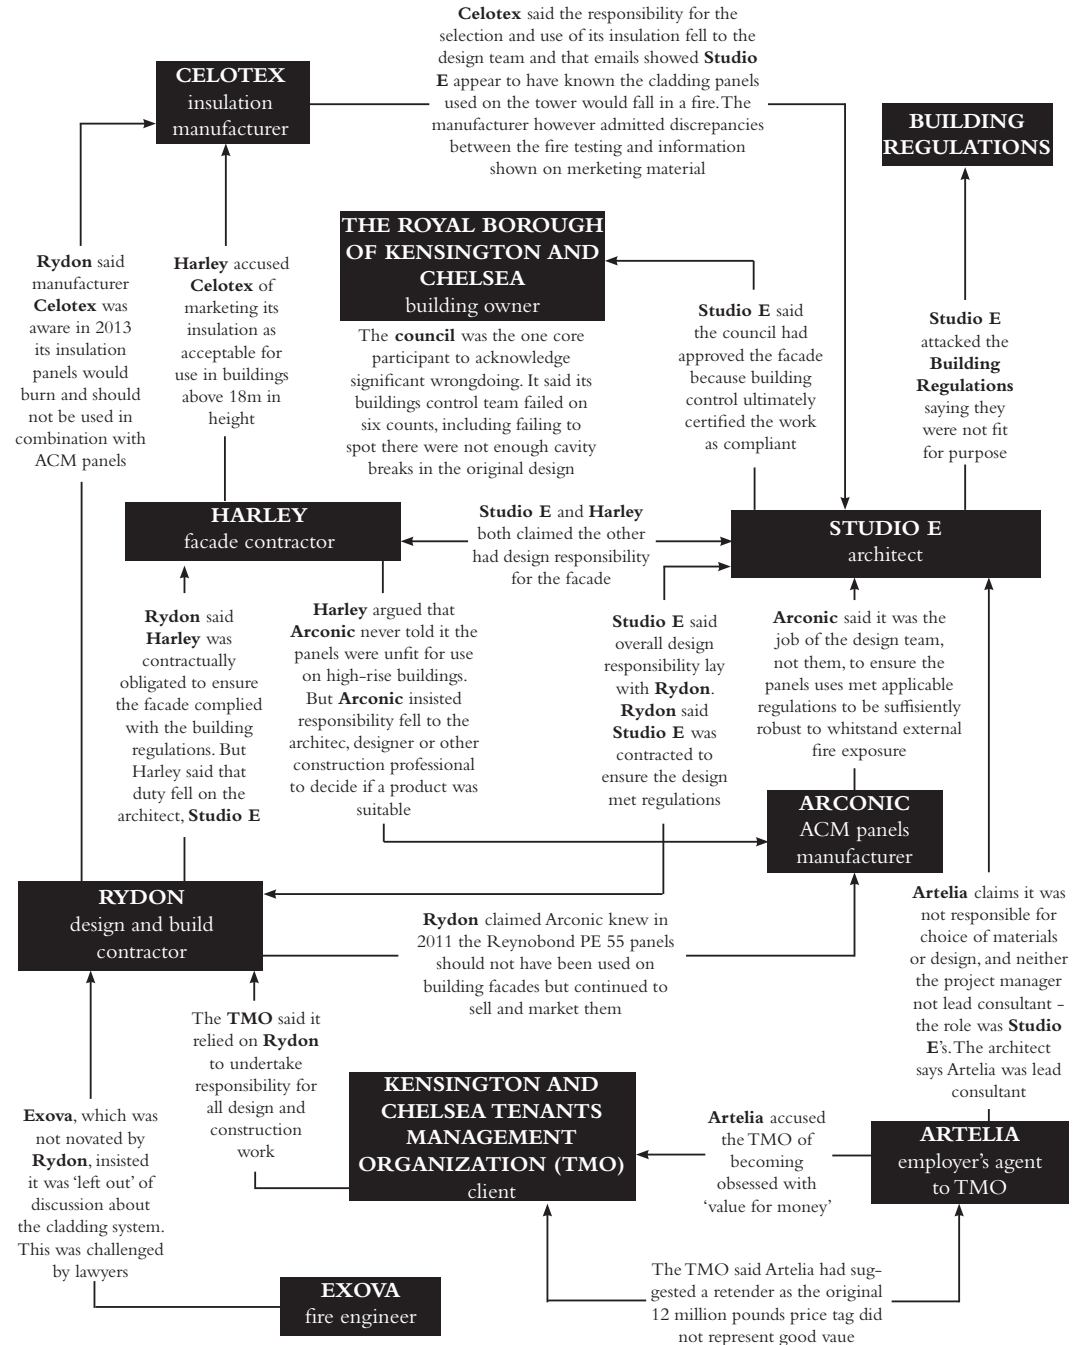 Celotex said the responsibility for the
selection and use of its insulation fell to the
design team and that emails showed Studio
E appear to have known the cladding panels
used on the tower would fall in a fire. The
manufacturer however admitted discrepancies
between the fire testing and information
shown on merketing material
CELOTEX
insulation
manufacturer
BUILDING
REGULATIONS
THE ROYAL BOROUGH
OF KENSINGTON AND
CHELSEA
building owner
The council was the one core
participant to acknowledge
significant wrongdoing. It said its
buildings control team failed on
six counts, including failing to
spot there were not enough cavity
breaks in the original design
Rydon said
manufacturer
Celotex was
aware in 2013
its insulation
panels would
burn and should
not be used in
combination with
ACM panels
Harley accused
Celotex of
marketing its
insulation as
acceptable for
use in buildings
above 18m in
height
Studio E said
the council had
approved the facade
because building
control ultimately
certified the work
as compliant
Studio E
attacked the
Building
Regulations
saying they
were not fit
for purpose
HARLEY
facade contractor
Studio E and Harley
both claimed the other
had design responsibility
for the facade
STUDIO E
architect
Rydon said
Harley was
contractually
obligated to ensure
the facade complied
with the building
regulations. But
Harley said that
duty fell on the
architect, Studio E
Harley argued that
Arconic never told it the
panels were unfit for use
on high-rise buildings.
But Arconic insisted
responsibility fell to the
architec, designer or other
construction professional
to decide if a product was
suitable
Studio E said
overall design
responsibility lay
with Rydon.
Rydon said
Studio E was
contracted to
ensure the design
met regulations
Arconic said it was the
job of the design team,
not them, to ensure the
panels uses met applicable
regulations to be suffisiently
robust to whitstand external
fire exposure
ARCONIC
ACM panels
manufacturer
RYDON
design and build
contractor
Rydon claimed Arconic knew in
2011 the Reynobond PE 55 panels
should not have been used on
building facades but continued to
sell and market them
Artelia claims it was
not responsible for
choice of materials
or design, and neither
the project manager
not lead consultant -
the role was Studio
E's. The architect
says Artelia was lead
consultant
The TMO said it
relied on Rydon
to undertake
responsibility for
all design and
construction
work
KENSINGTON AND
CHELSEA TENANTS
MANAGEMENT
ORGANIZATION (TMO)
client
Artelia accused
the TMO of
becoming
obsessed with
‘value for money’
ARTELIA
employer's agent
to TMO
Exova, which was
not novated by
Rydon, insisted
it was ‘left out’ of
discussion about
the cladding system.
This was challenged
by lawyers
EXOVA
fire engineer
The TMO said Artelia had sug-
gested a retender as the original
12 million pounds price tag did
not represent good vaue